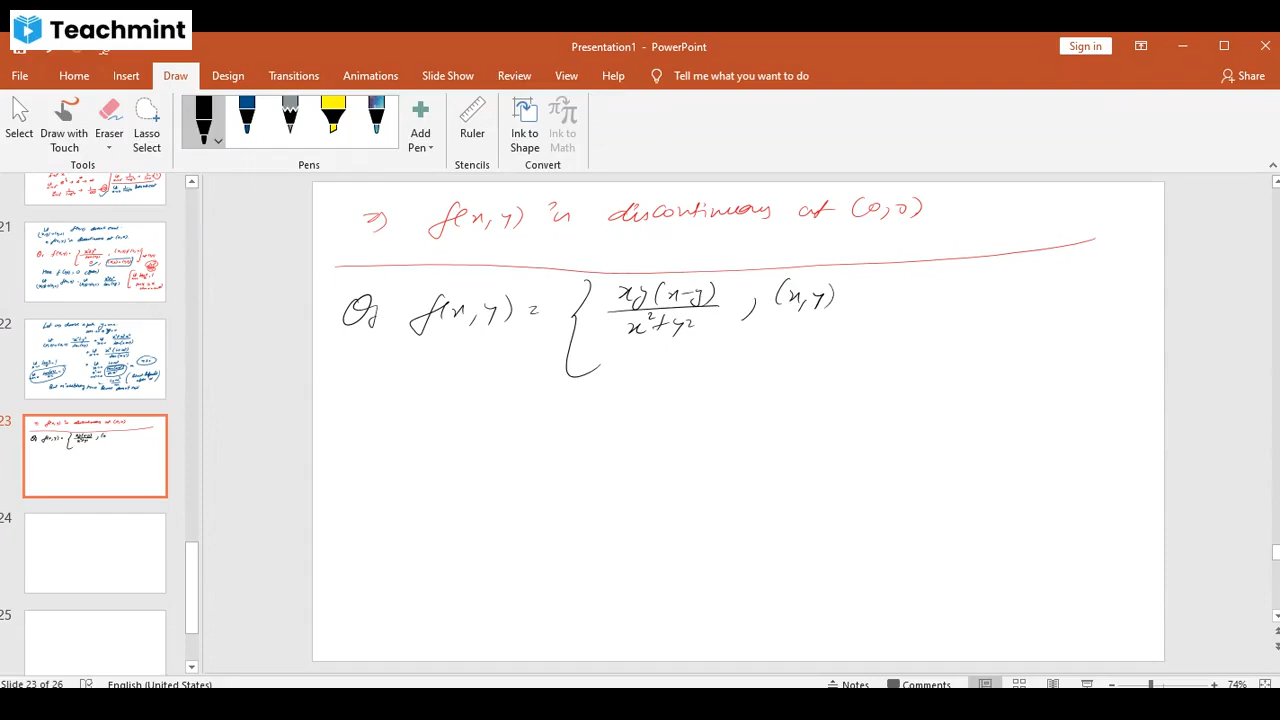 Teachmint
Presentation1 - PowerPoint
Sign in
File Home Insert Draw Design Slide Show Transitions Animations Review View Help Tell me what you want to do Share
Select
Draw with Touch
Eraser
Lasso Select
Add Pen
Ruler
Ink to Shape
Ink to Math
Tools
Pens
Stencils
Convert
21
22
23
24
25
⇒ f(x,y) is discontinuous at (0,0)
Q f(x,y) = { xy(x-y) / x²+y² , (x,y)
Slide 23 of 26
English (United States)
Notes
Comments
74%